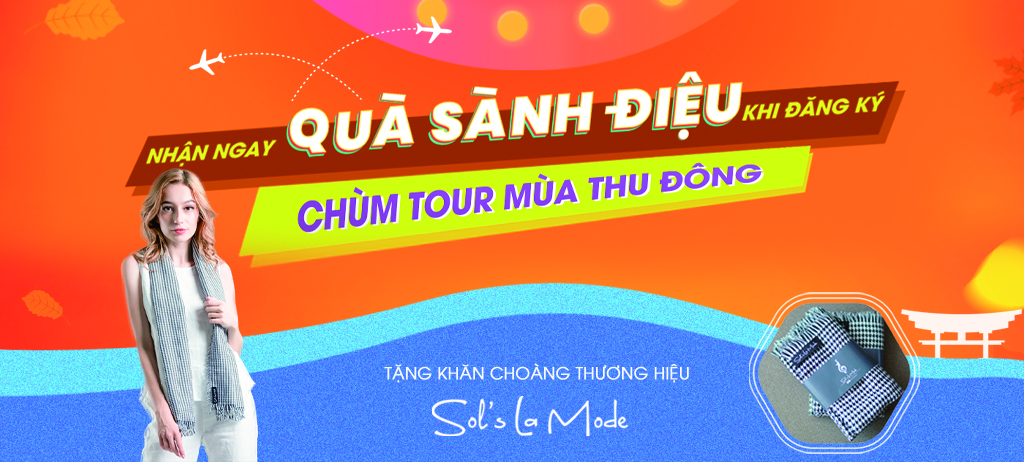 NHẬN NGAY QUÀ SÀNH ĐIỆU KHI ĐĂNG KÝ
CHÙM TOUR MÙA THU ĐÔNG
TẶNG KHĂN CHOÀNG THƯƠNG HIỆU
Sol's La Mode